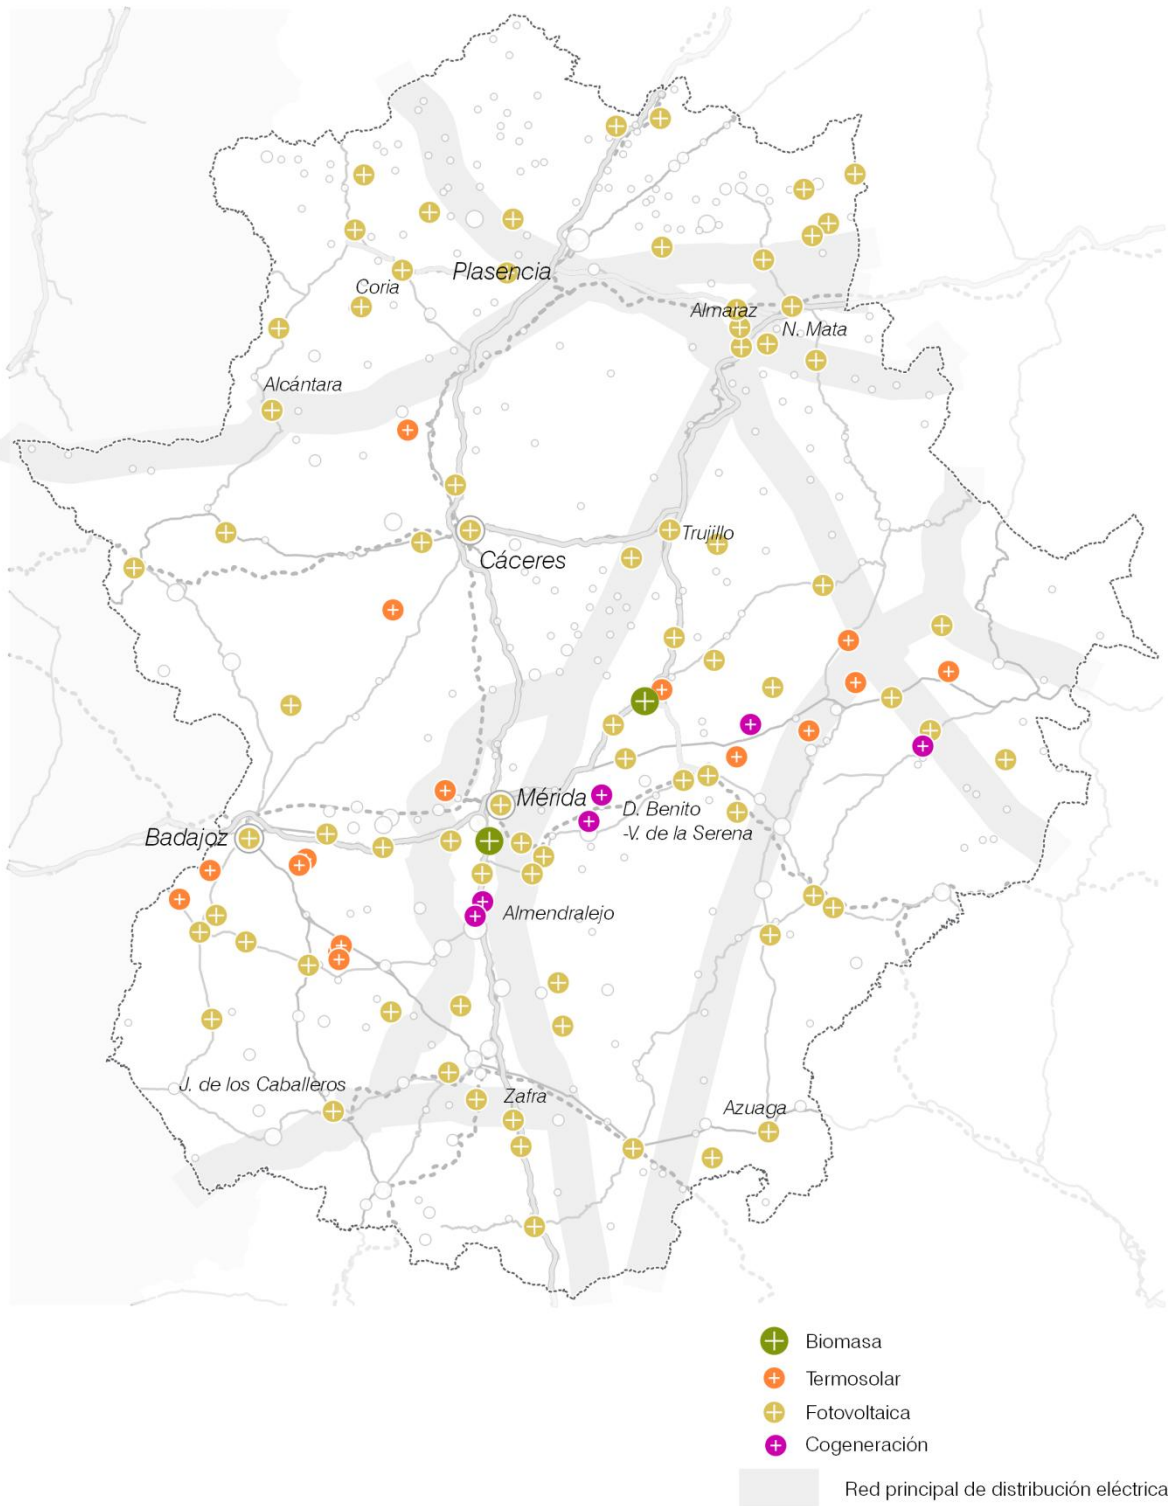 Plasencia
Coria
Almaraz
N. Mata
Alcántara
Trujillo
Cáceres
Mérida
D. Benito
-V. de la Serena
Badajoz
Almendralejo
J. de los Caballeros
Zafra
Azuaga
Biomasa
Termosolar
Fotovoltaica
Cogeneración
Red principal de distribución eléctrica